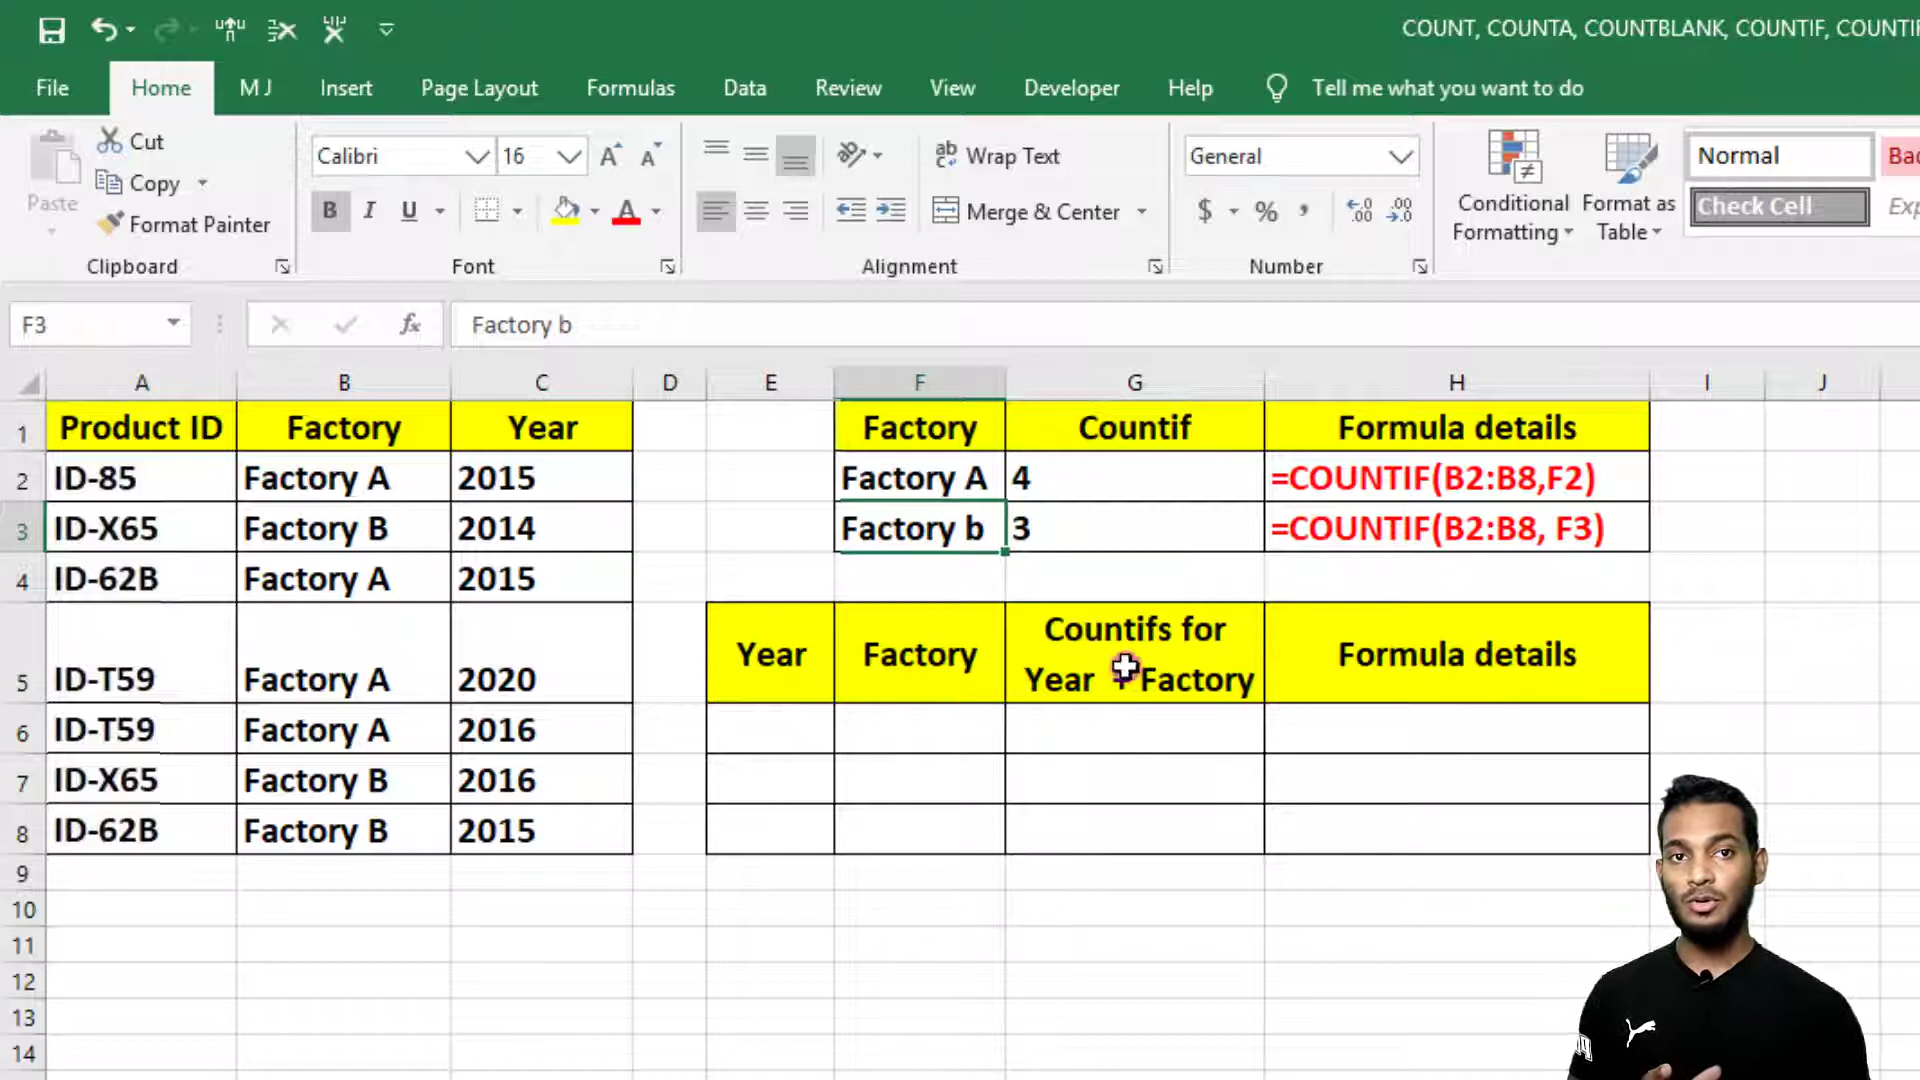 COUNT, COUNTA, COUNTBLANK, COUNTIF, COUNTIF
File Home M J Insert Page Layout Formulas Data Review View Developer Help Tell me what you want to do
Cut
Copy
Paste
Format Painter
Clipboard
Calibri 16
B I U A
Font
Wrap Text
Merge & Center
Alignment
General
$ % ,
Number
Conditional Formatting
Format as Table
Normal
Check Cell
F3 fx Factory b
A B C D E F G H I J
1 Product ID Factory Year Factory Countif Formula details
2 ID-85 Factory A 2015 Factory A 4 =COUNTIF(B2:B8,F2)
3 ID-X65 Factory B 2014 Factory b 3 =COUNTIF(B2:B8, F3)
4 ID-62B Factory A 2015
Countifs for
Year Factory Year + Factory Formula details
5 ID-T59 Factory A 2020
6 ID-T59 Factory A 2016
7 ID-X65 Factory B 2016
8 ID-62B Factory B 2015
9
10
11
12
13
14